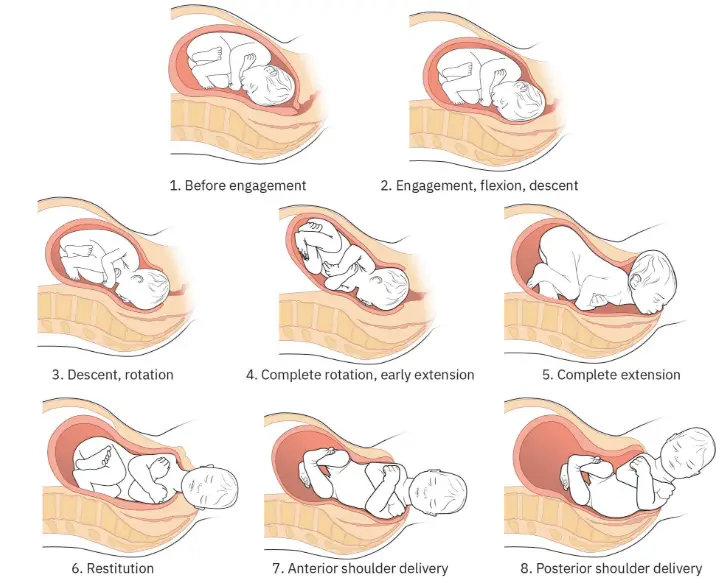 1. Before engagement
2. Engagement, flexion, descent
3. Descent, rotation
4. Complete rotation, early extension
5. Complete extension
6. Restitution
7. Anterior shoulder delivery
8. Posterior shoulder delivery